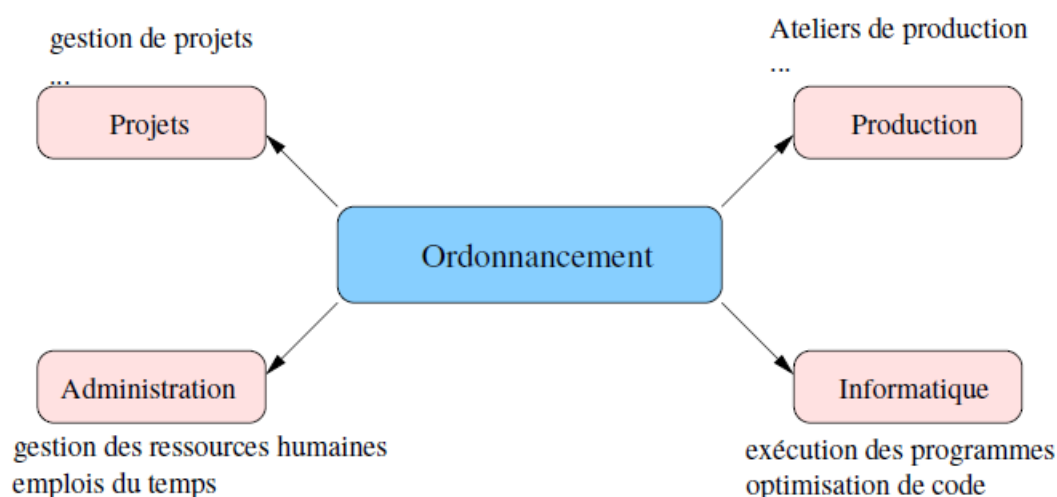 gestion de projets
...
Projets
Ateliers de production
...
Production
Ordonnancement
Administration
gestion des ressources humaines
emplois du temps
Informatique
exécution des programmes
optimisation de code